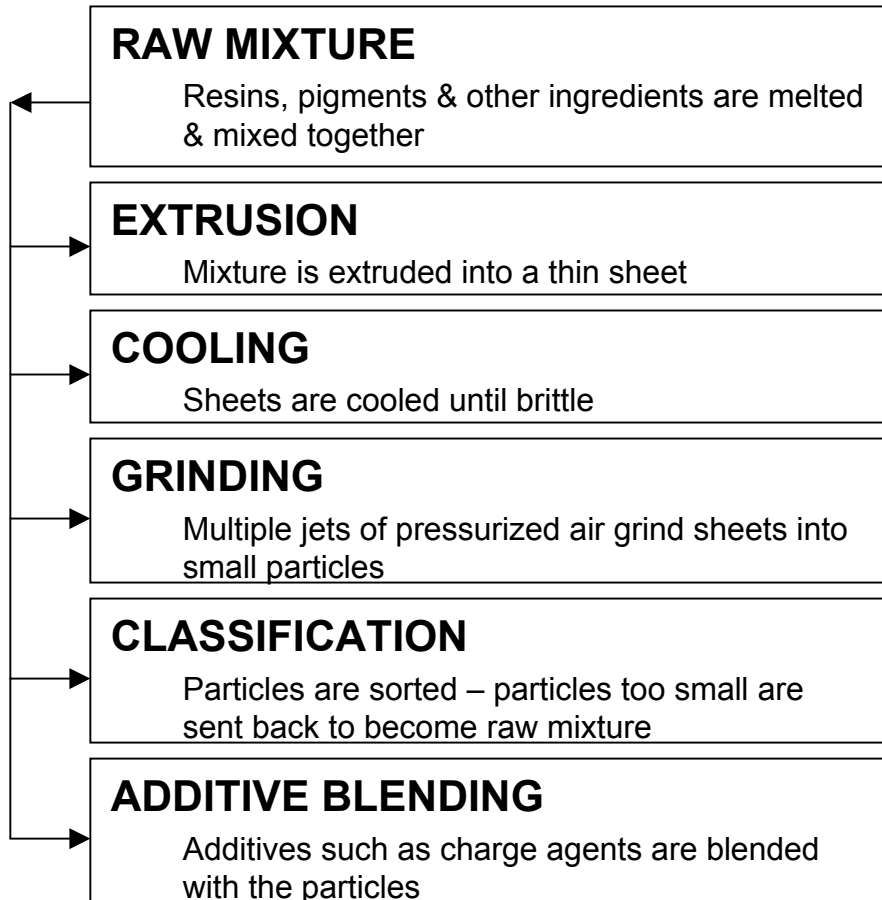 RAW MIXTURE
Resins, pigments & other ingredients are melted
& mixed together
EXTRUSION
Mixture is extruded into a thin sheet
COOLING
Sheets are cooled until brittle
GRINDING
Multiple jets of pressurized air grind sheets into
small particles
CLASSIFICATION
Particles are sorted – particles too small are
sent back to become raw mixture
ADDITIVE BLENDING
Additives such as charge agents are blended
with the particles